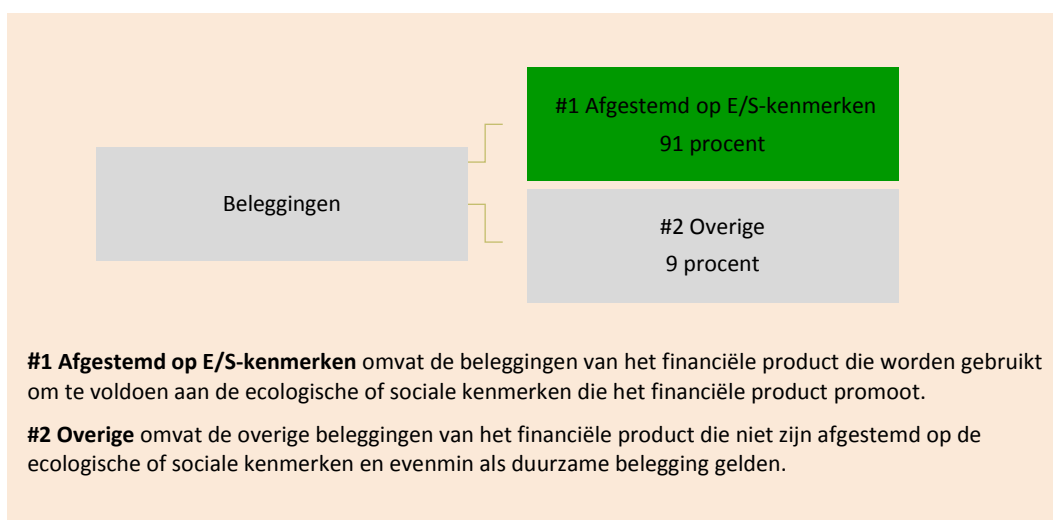 #1 Afgestemd op E/S-kenmerken
91 procent
Beleggingen
#2 Overige
9 procent
#1 Afgestemd op E/S-kenmerken omvat de beleggingen van het financiële product die worden gebruikt
om te voldoen aan de ecologische of sociale kenmerken die het financiële product promoot.
#2 Overige omvat de overige beleggingen van het financiële product die niet zijn afgestemd op de
ecologische of sociale kenmerken en evenmin als duurzame belegging gelden.